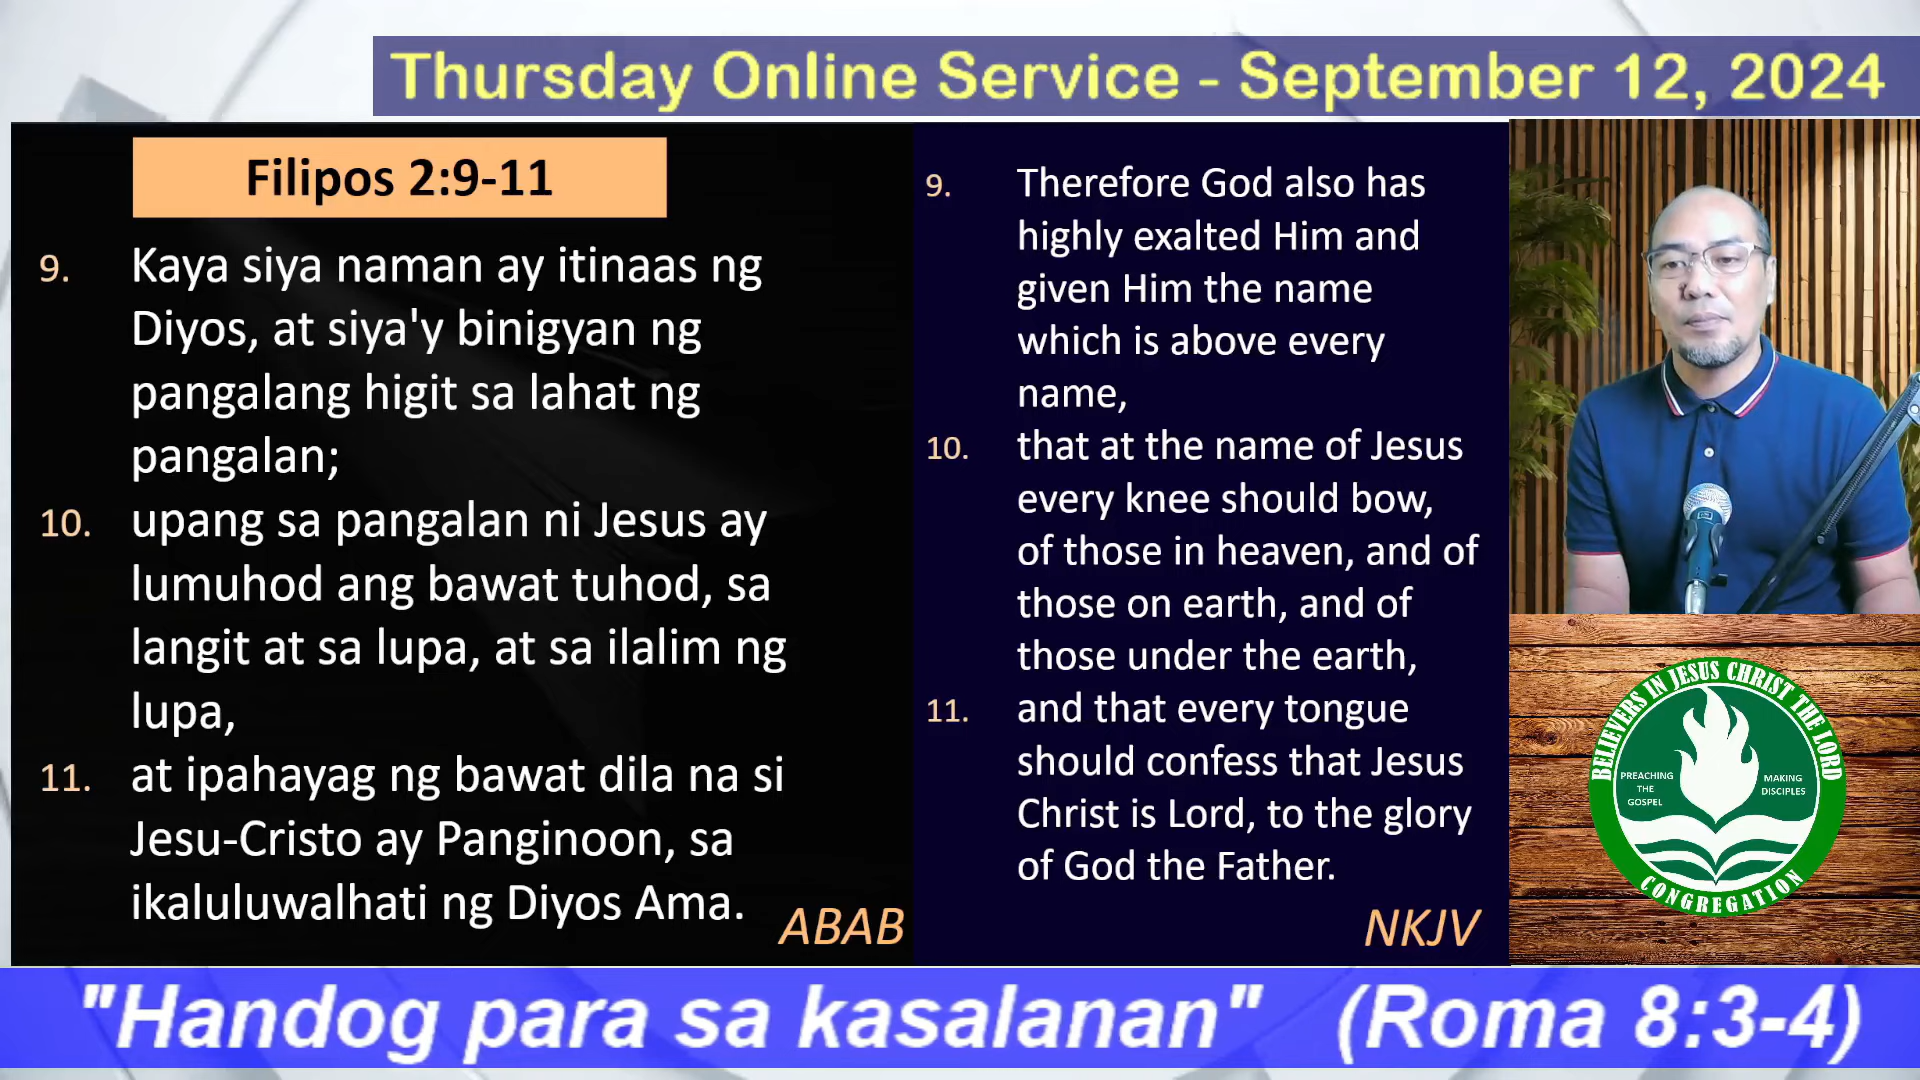 Thursday Online Service - September 12, 2024
Filipos 2:9-11
9. Kaya siya naman ay itinaas ng
Diyos, at siya'y binigyan ng
pangalang higit sa lahat ng
pangalan;
10. upang sa pangalan ni Jesus ay
lumuhod ang bawat tuhod, sa
langit at sa lupa, at sa ilalim ng
lupa,
11. at ipahayag ng bawat dila na si
Jesu-Cristo ay Panginoon, sa
ikaluluwalhati ng Diyos Ama.
ABAB
9. Therefore God also has
highly exalted Him and
given Him the name
which is above every
name,
10. that at the name of Jesus
every knee should bow,
of those in heaven, and of
those on earth, and of
those under the earth,
11. and that every tongue
should confess that Jesus
Christ is Lord, to the glory
of God the Father.
NKJV
BELIEVERS IN JESUS CHRIST THE LORD
PREACHING
THE
GOSPEL
MAKING
DISCIPLES
CONGREGATION
"Handog para sa kasalanan" (Roma 8:3-4)